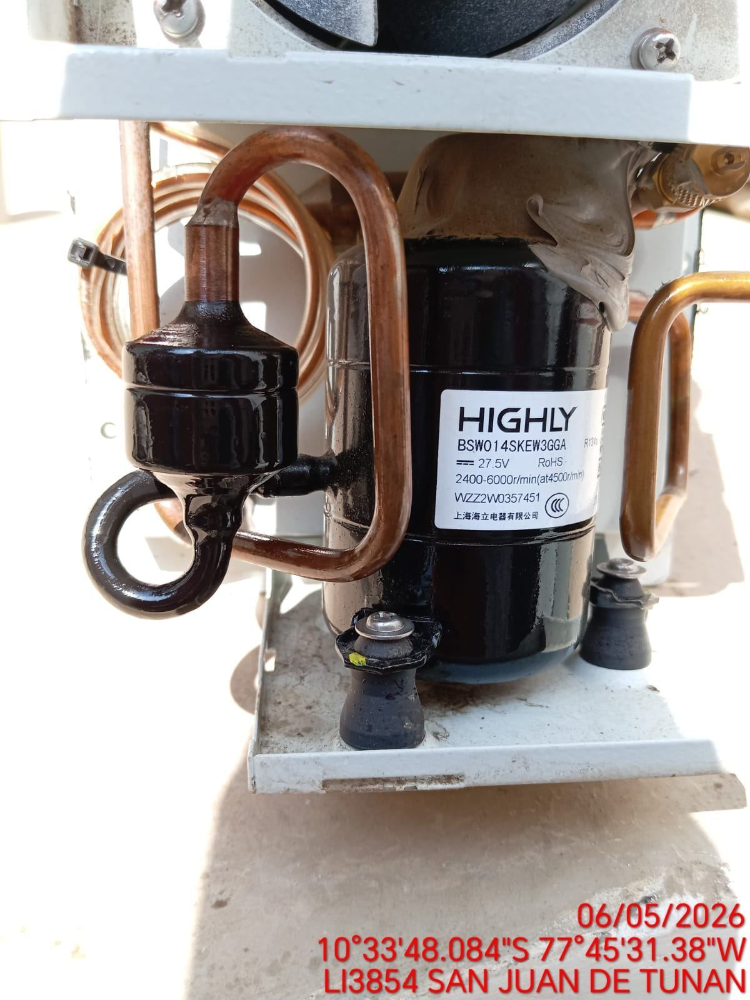 HIGHLY
BSW014SKEW3GGA R134a
27.5V RoHS
2400-6000r/min(at4500r/min)
WZZ2W0357451
上海海立电器有限公司
06/05/2026
10°33'48.084"S 77°45'31.38"W
LI3854 SAN JUAN DE TUNAN